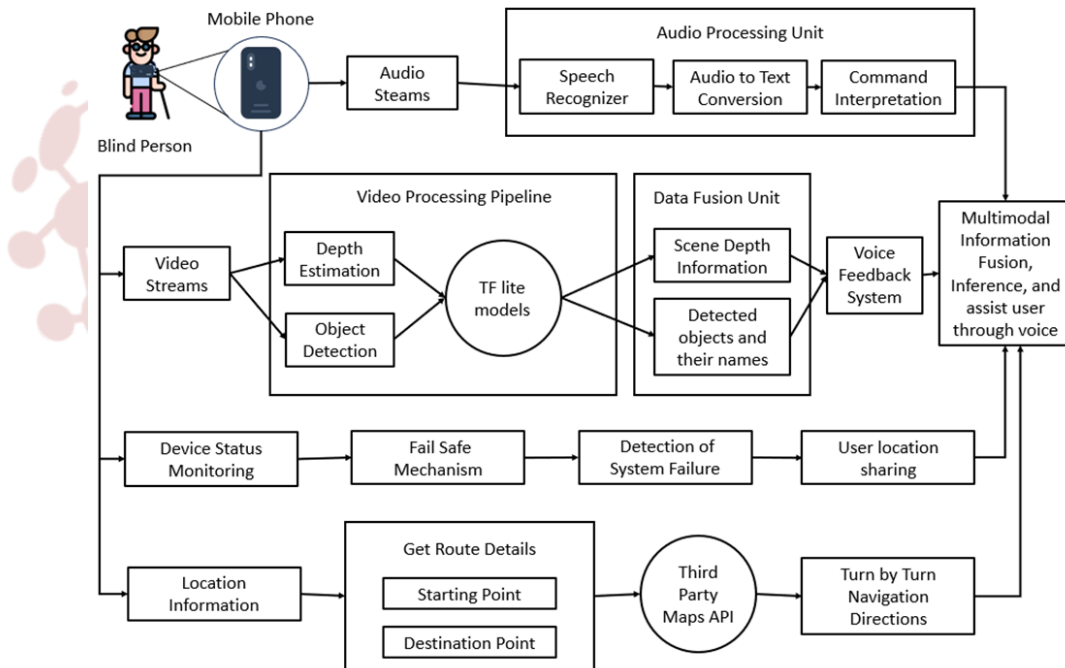 Mobile Phone
Blind Person
Audio
Steams
Audio Processing Unit
Speech
Recognizer
Audio to Text
Conversion
Command
Interpretation
Video
Streams
Video Processing Pipeline
Depth
Estimation
Object
Detection
TF lite
models
Data Fusion Unit
Scene Depth
Information
Detected
objects and
their names
Voice
Feedback
System
Multimodal
Information
Fusion,
Inference, and
assist user
through voice
Device Status
Monitoring
Fail Safe
Mechanism
Detection of
System Failure
User location
sharing
Location
Information
Get Route Details
Starting Point
Destination Point
Third
Party
Maps API
Turn by Turn
Navigation
Directions